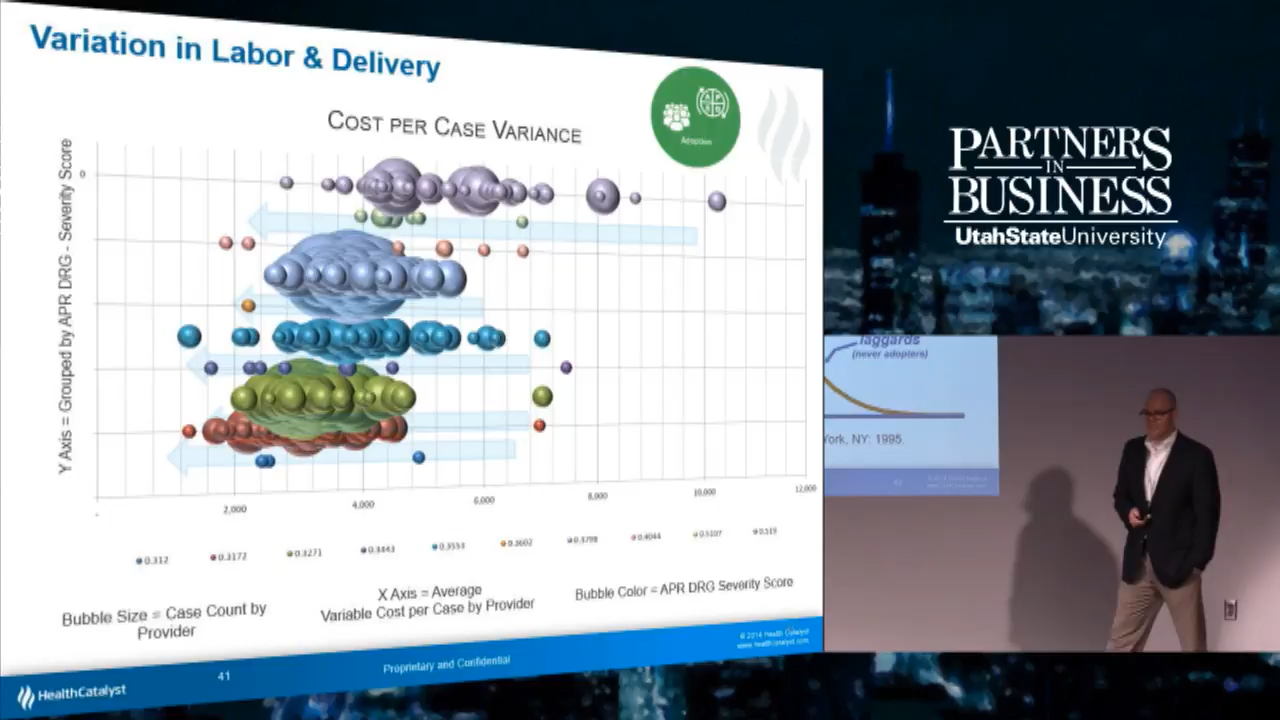 Variation in Labor & Delivery
COST PER CASE VARIANCE
Adoption
Y Axis = Grouped by APR DRG - Severity Score
0
2,000
4,000
6,000
8,000
10,000
12,000
0.312
0.3172
0.3271
0.3443
0.3553
0.3602
0.3798
0.4044
0.5107
0.519
Bubble Size = Case Count by
Provider
X Axis = Average
Variable Cost per Case by Provider
Bubble Color = APR DRG Severity Score
HealthCatalyst
41
Proprietary and Confidential
© 2014 Health Catalyst
www.healthcatalyst.com
PARTNERS
IN
BUSINESS
UtahStateUniversity
laggards
(never adopters)
York, NY: 1995.